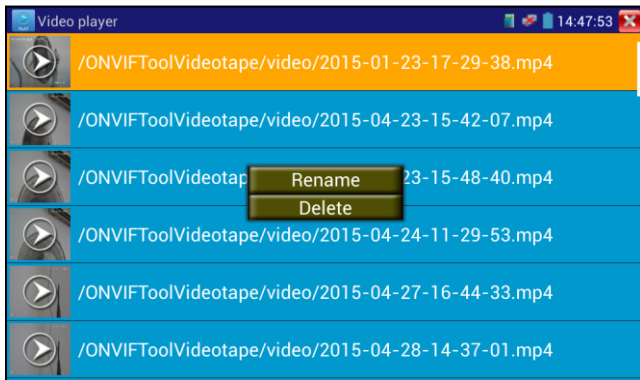 Video player
14:47:53
/ONVIFToolVideotape/video/2015-01-23-17-29-38.mp4
/ONVIFToolVideotape/video/2015-04-23-15-42-07.mp4
/ONVIFToolVideotap 23-15-48-40.mp4
Rename
Delete
/ONVIFToolVideotape/video/2015-04-24-11-29-53.mp4
/ONVIFToolVideotape/video/2015-04-27-16-44-33.mp4
/ONVIFToolVideotape/video/2015-04-28-14-37-01.mp4